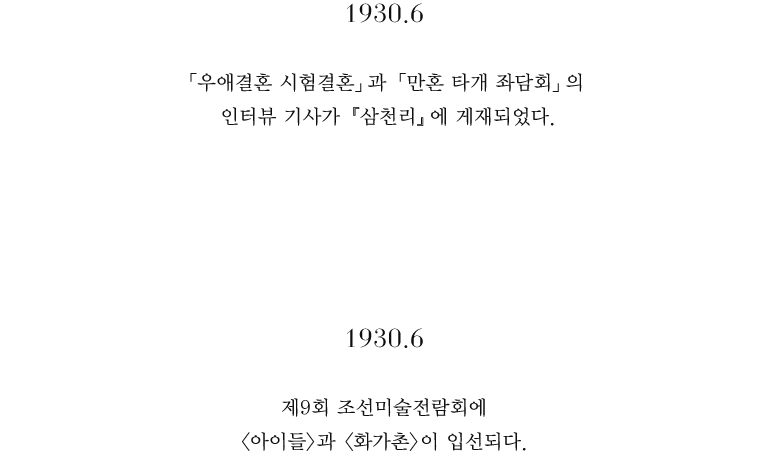 1930.6
「우애결혼 시험결혼」과 「만혼 타개 좌담회」의
인터뷰 기사가 『삼천리』에 게재되었다.
1930.6
제9회 조선미술전람회에
〈아이들〉과 〈화가촌〉이 입선되다.